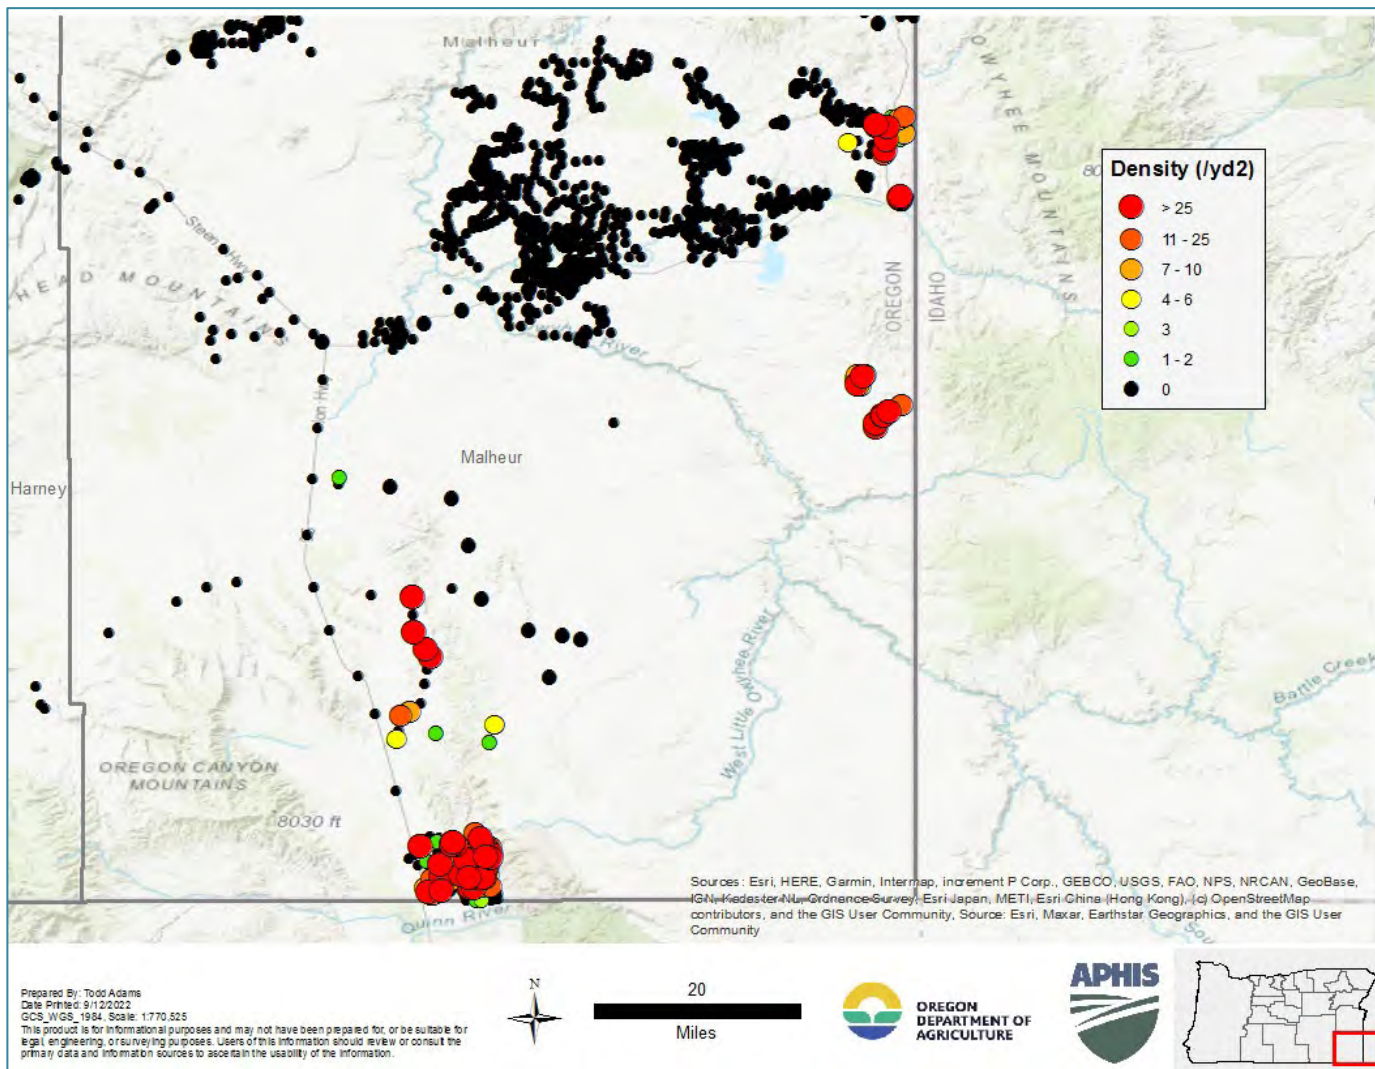 Malheur
OWYHEE MOUNTAINS
Density (/yd2)
> 25
11 - 25
7 - 10
4 - 6
3
1 - 2
0
Steen Hwy
HEAD MOUNTAINS
OREGON
IDAHO
River
Malheur
Harney
West Little Owyhee River
Battle Creek
OREGON CANYON
MOUNTAINS
8030 ft
Quinn River
Sources: Esri, HERE, Garmin, Intermap, increment P Corp., GEBCO, USGS, FAO, NPS, NRCAN, GeoBase,
IGN, Kadaster NL, Ordnance Survey, Esri Japan, METI, Esri China (Hong Kong), (c) OpenStreetMap
contributors, and the GIS User Community, Source: Esri, Maxar, Earthstar Geographics, and the GIS User
Community
Prepared By: Todd Adams
Date Printed: 9/12/2022
GCS_WGS_1984, Scale: 1:770,525
This product is for informational purposes and may not have been prepared for, or be suitable for
legal, engineering, or surveying purposes. Users of this information should review or consult the
primary data and information sources to ascertain the usability of the information.
N
20
Miles
OREGON
DEPARTMENT OF
AGRICULTURE
APHIS